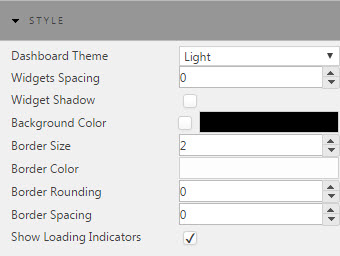 STYLE
Dashboard Theme Light
Widgets Spacing 0
Widget Shadow
Background Color
Border Size 2
Border Color
Border Rounding 0
Border Spacing 0
Show Loading Indicators